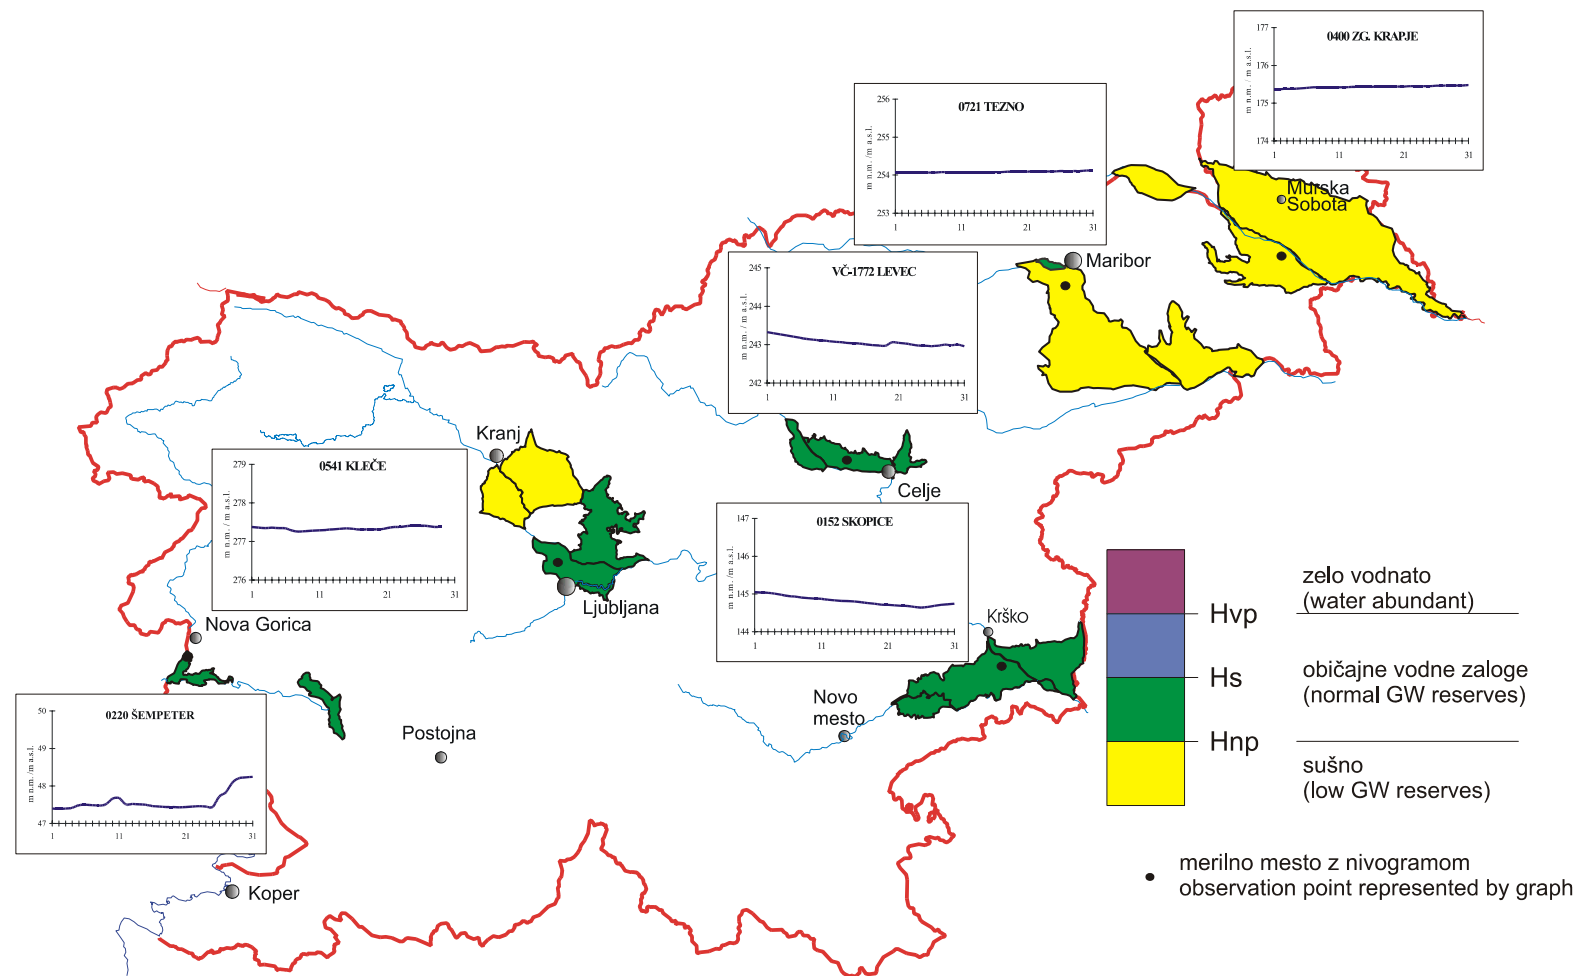 0400 ZG. KRAPJE
m n.m. / m a.s.l.
177
176
175
174
1 11 21 31
0721 TEZNO
m n.m. /m a.s.l.
256
255
254
253
1 11 21 31
Murska
Sobota
Maribor
VČ-1772 LEVEC
m n.m. / m a.s.l.
245
244
243
242
1 11 21 31
Kranj
Celje
0541 KLEČE
m n.m. / m a.s.l.
279
278
277
276
1 11 21 31
0152 SKOPICE
m n.m. /m a.s.l.
147
146
145
144
1 11 21 31
Ljubljana
Nova Gorica
Krško
Novo
mesto
Postojna
0220 ŠEMPETER
m n.m. /m a.s.l.
50
49
48
47
1 11 21 31
Koper
zelo vodnato
(water abundant)
Hvp
Hs
običajne vodne zaloge
(normal GW reserves)
Hnp
sušno
(low GW reserves)
merilno mesto z nivogramom
observation point represented by graph